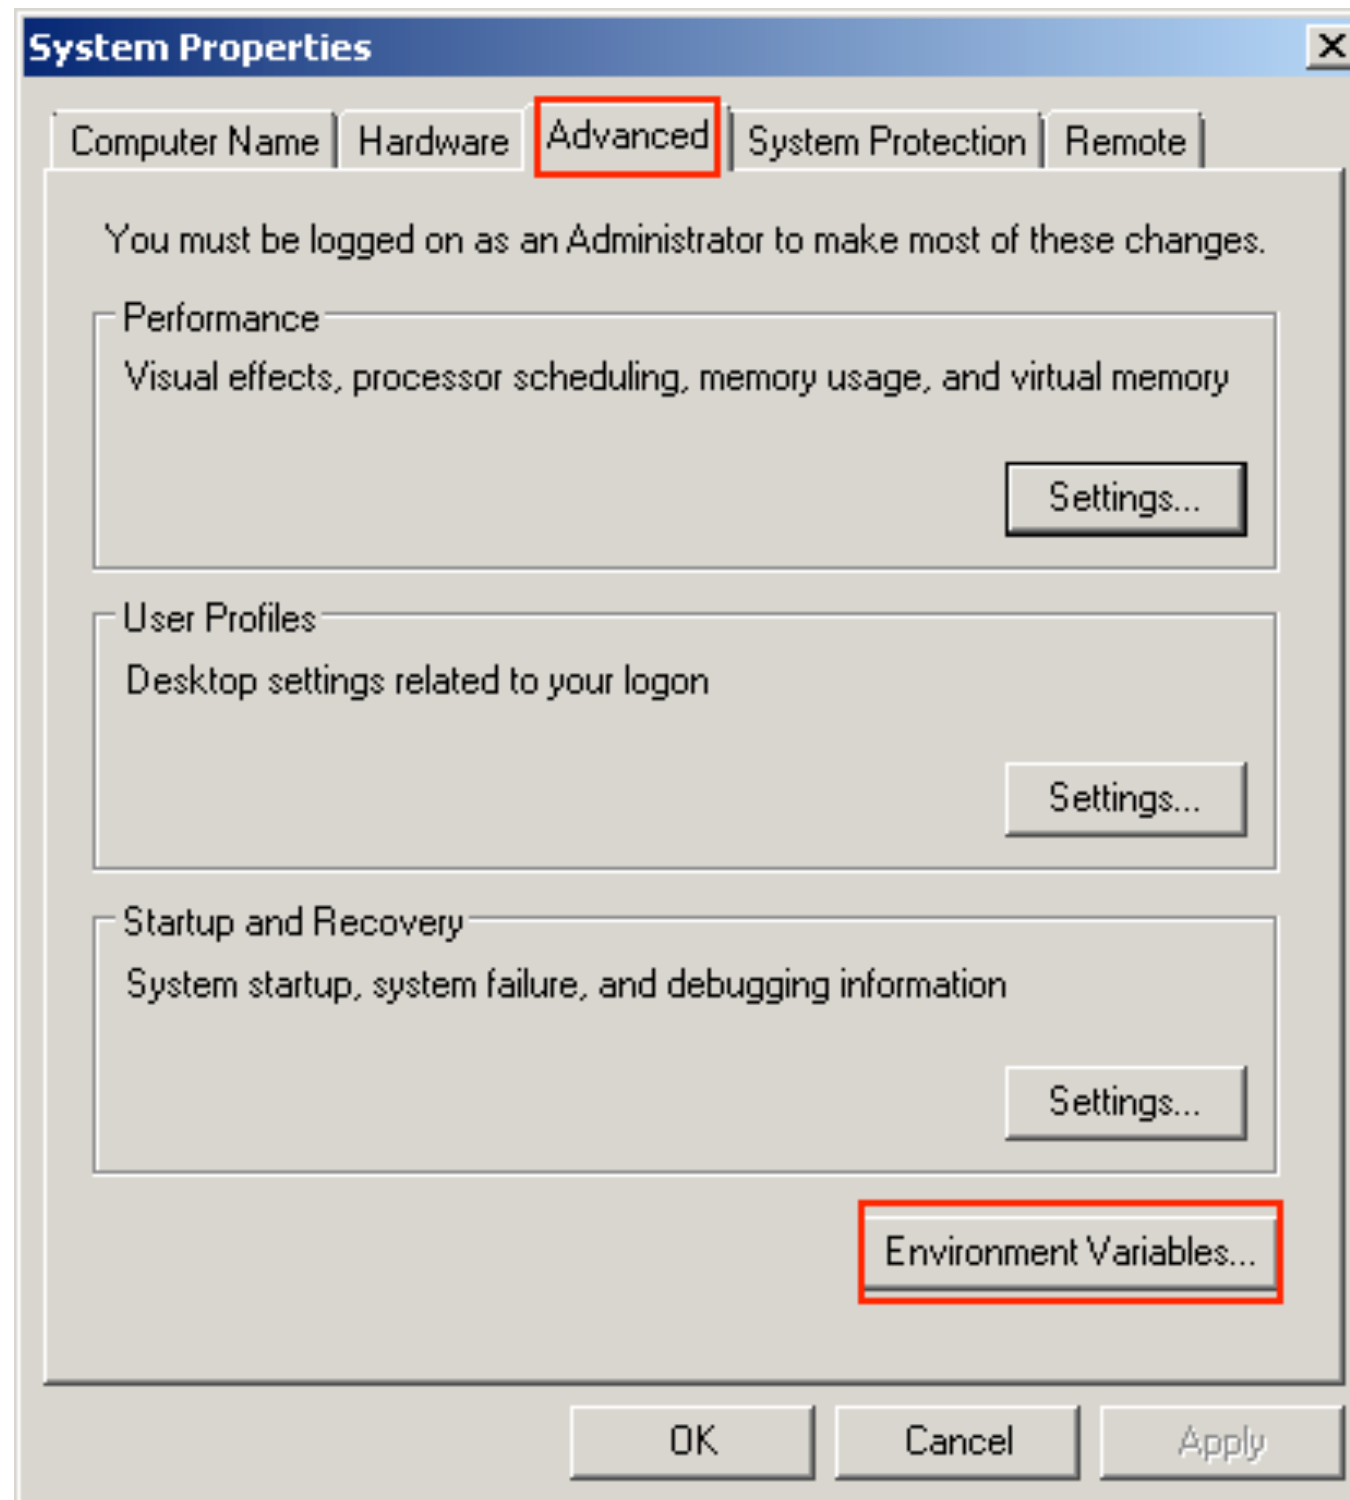 System Properties
Computer Name
Hardware
Advanced
System Protection
Remote
You must be logged on as an Administrator to make most of these changes.
Performance
Visual effects, processor scheduling, memory usage, and virtual memory
Settings...
User Profiles
Desktop settings related to your logon
Settings...
Startup and Recovery
System startup, system failure, and debugging information
Settings...
Environment Variables...
OK
Cancel
Apply